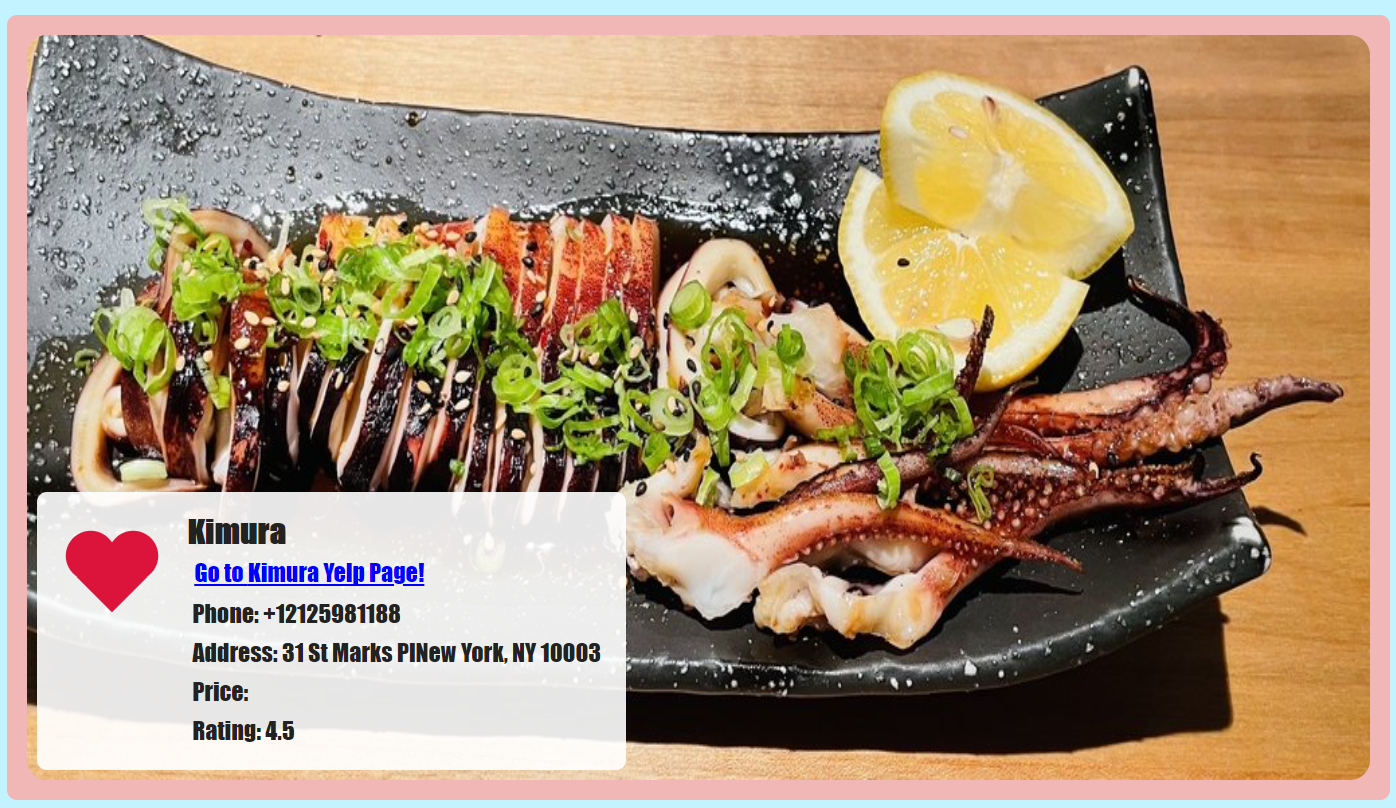 Kimura
Go to Kimura Yelp Page!
Phone: +12125981188
Address: 31 St Marks PlNew York, NY 10003
Price:
Rating: 4.5